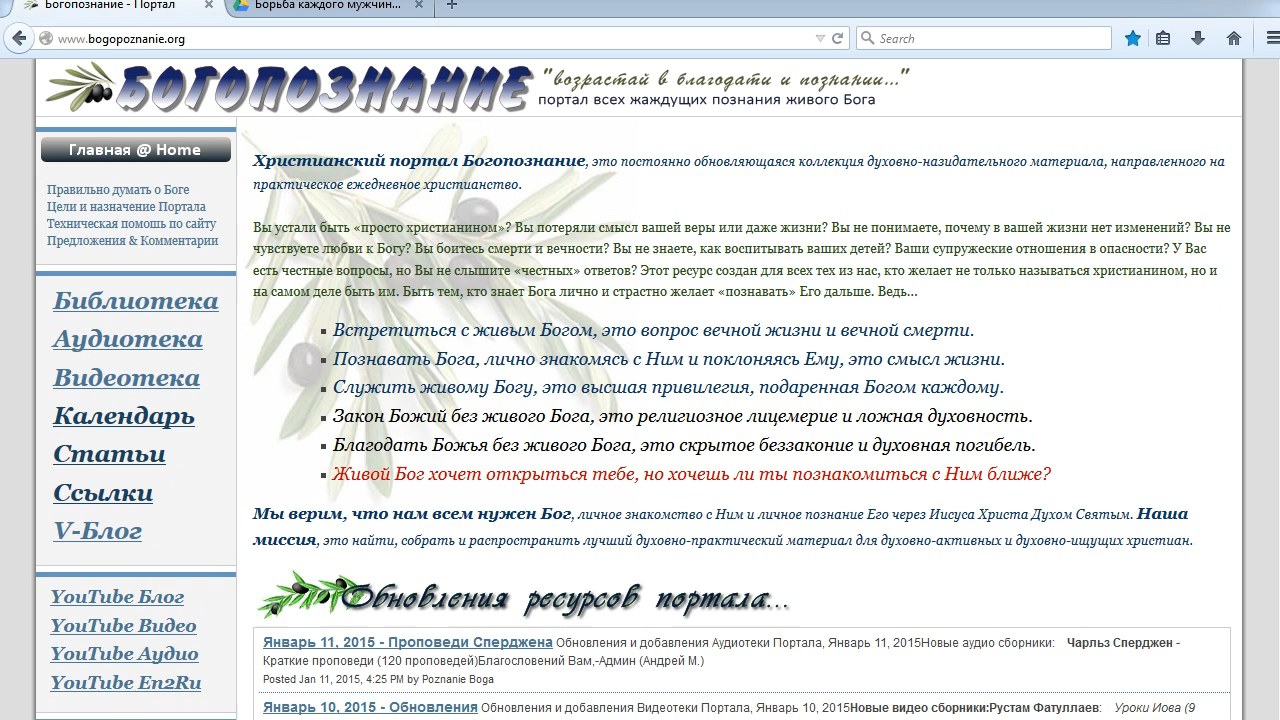 Богопознание - Портал
Борьба каждого мужчин...
www.bogopoznanie.org
Search
БОГОПОЗНАНИЕ
"возрастай в благодати и познании..."
портал всех жаждущих познания живого Бога
Главная @ Home
Правильно думать о Боге
Цели и назначение Портала
Техническая помошь по сайту
Предложения & Комментарии
Библиотека
Аудиотека
Видеотека
Календарь
Статьи
Ссылки
V-Блог
YouTube Блог
YouTube Видео
YouTube Аудио
YouTube En2Ru
Христианский портал Богопознание, это постоянно обновляющаяся коллекция духовно-назидательного материала, направленного на
практическое ежедневное христианство.
Вы устали быть «просто христианином»? Вы потеряли смысл вашей веры или даже жизни? Вы не понимаете, почему в вашей жизни нет изменений? Вы не
чувствуете любви к Богу? Вы боитесь смерти и вечности? Вы не знаете, как воспитывать ваших детей? Ваши супружеские отношения в опасности? У Вас
есть честные вопросы, но Вы не слышите «честных» ответов? Этот ресурс создан для всех тех из нас, кто желает не только называться христианином, но и
на самом деле быть им. Быть тем, кто знает Бога лично и страстно желает «познавать» Его дальше. Ведь...
Встретиться с живым Богом, это вопрос вечной жизни и вечной смерти.
Познавать Бога, лично знакомясь с Ним и поклоняясь Ему, это смысл жизни.
Служить живому Богу, это высшая привилегия, подаренная Богом каждому.
Закон Божий без живого Бога, это религиозное лицемерие и ложная духовность.
Благодать Божья без живого Бога, это скрытое беззаконие и духовная погибель.
Живой Бог хочет открыться тебе, но хочешь ли ты познакомиться с Ним ближе?
Мы верим, что нам всем нужен Бог, личное знакомство с Ним и личное познание Его через Иисуса Христа Духом Святым. Наша
миссия, это найти, собрать и распространить лучший духовно-практический материал для духовно-активных и духовно-ищущих христиан.
Обновления ресурсов портала...
Январь 11, 2015 - Проповеди Сперджена Обновления и добавления Аудиотеки Портала, Январь 11, 2015Новые аудио сборники: Чарльз Сперджен -
Краткие проповеди (120 проповедей)Благословений Вам,-Админ (Андрей М.)
Posted Jan 11, 2015, 4:25 PM by Poznanie Boga
Январь 10, 2015 - Обновления Обновления и добавления Видеотеки Портала, Январь 10, 2015Новые видео сборники:Рустам Фатуллаев: Уроки Иова (9